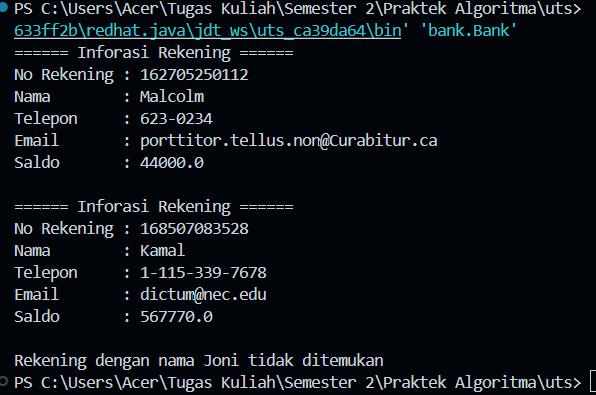 PS C:\Users\Acer\Tugas Kuliah\Semester 2\Praktek Algoritma\uts>
633ff2b\redhat.java\jdt_ws\uts_ca39da64\bin' 'bank.Bank'
====== Inforasi Rekening ======
No Rekening : 162705250112
Nama        : Malcolm
Telepon     : 623-0234
Email       : porttitor.tellus.non@Curabitur.ca
Saldo       : 44000.0

====== Inforasi Rekening ======
No Rekening : 168507083528
Nama        : Kamal
Telepon     : 1-115-339-7678
Email       : dictum@nec.edu
Saldo       : 567770.0

Rekening dengan nama Joni tidak ditemukan
PS C:\Users\Acer\Tugas Kuliah\Semester 2\Praktek Algoritma\uts>